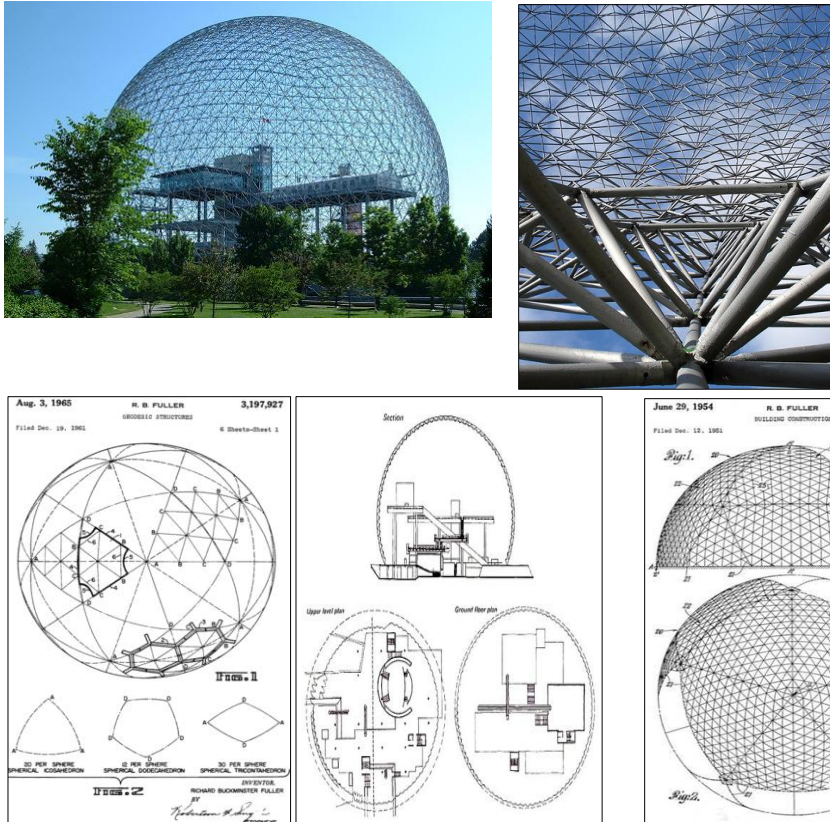 Aug. 3, 1965 R. B. FULLER 3,197,927
GEODESIC STRUCTURES
Filed Dec. 19, 1961 6 Sheets-Sheet 1
FIG.1
20 PER SPHERE
SPHERICAL ICOSAHEDRON
12 PER SPHERE
SPHERICAL DODECAHEDRON
30 PER SPHERE
SPHERICAL TRICONTAHEDRON
FIG.2
INVENTOR.
RICHARD BUCKMINSTER FULLER
BY
Section
Upper level plan
Ground floor plan
June 29, 1954 R. B. FULLER
BUILDING CONSTRUCTION
Filed Dec. 12, 1951
Fig.1.
Fig.2.